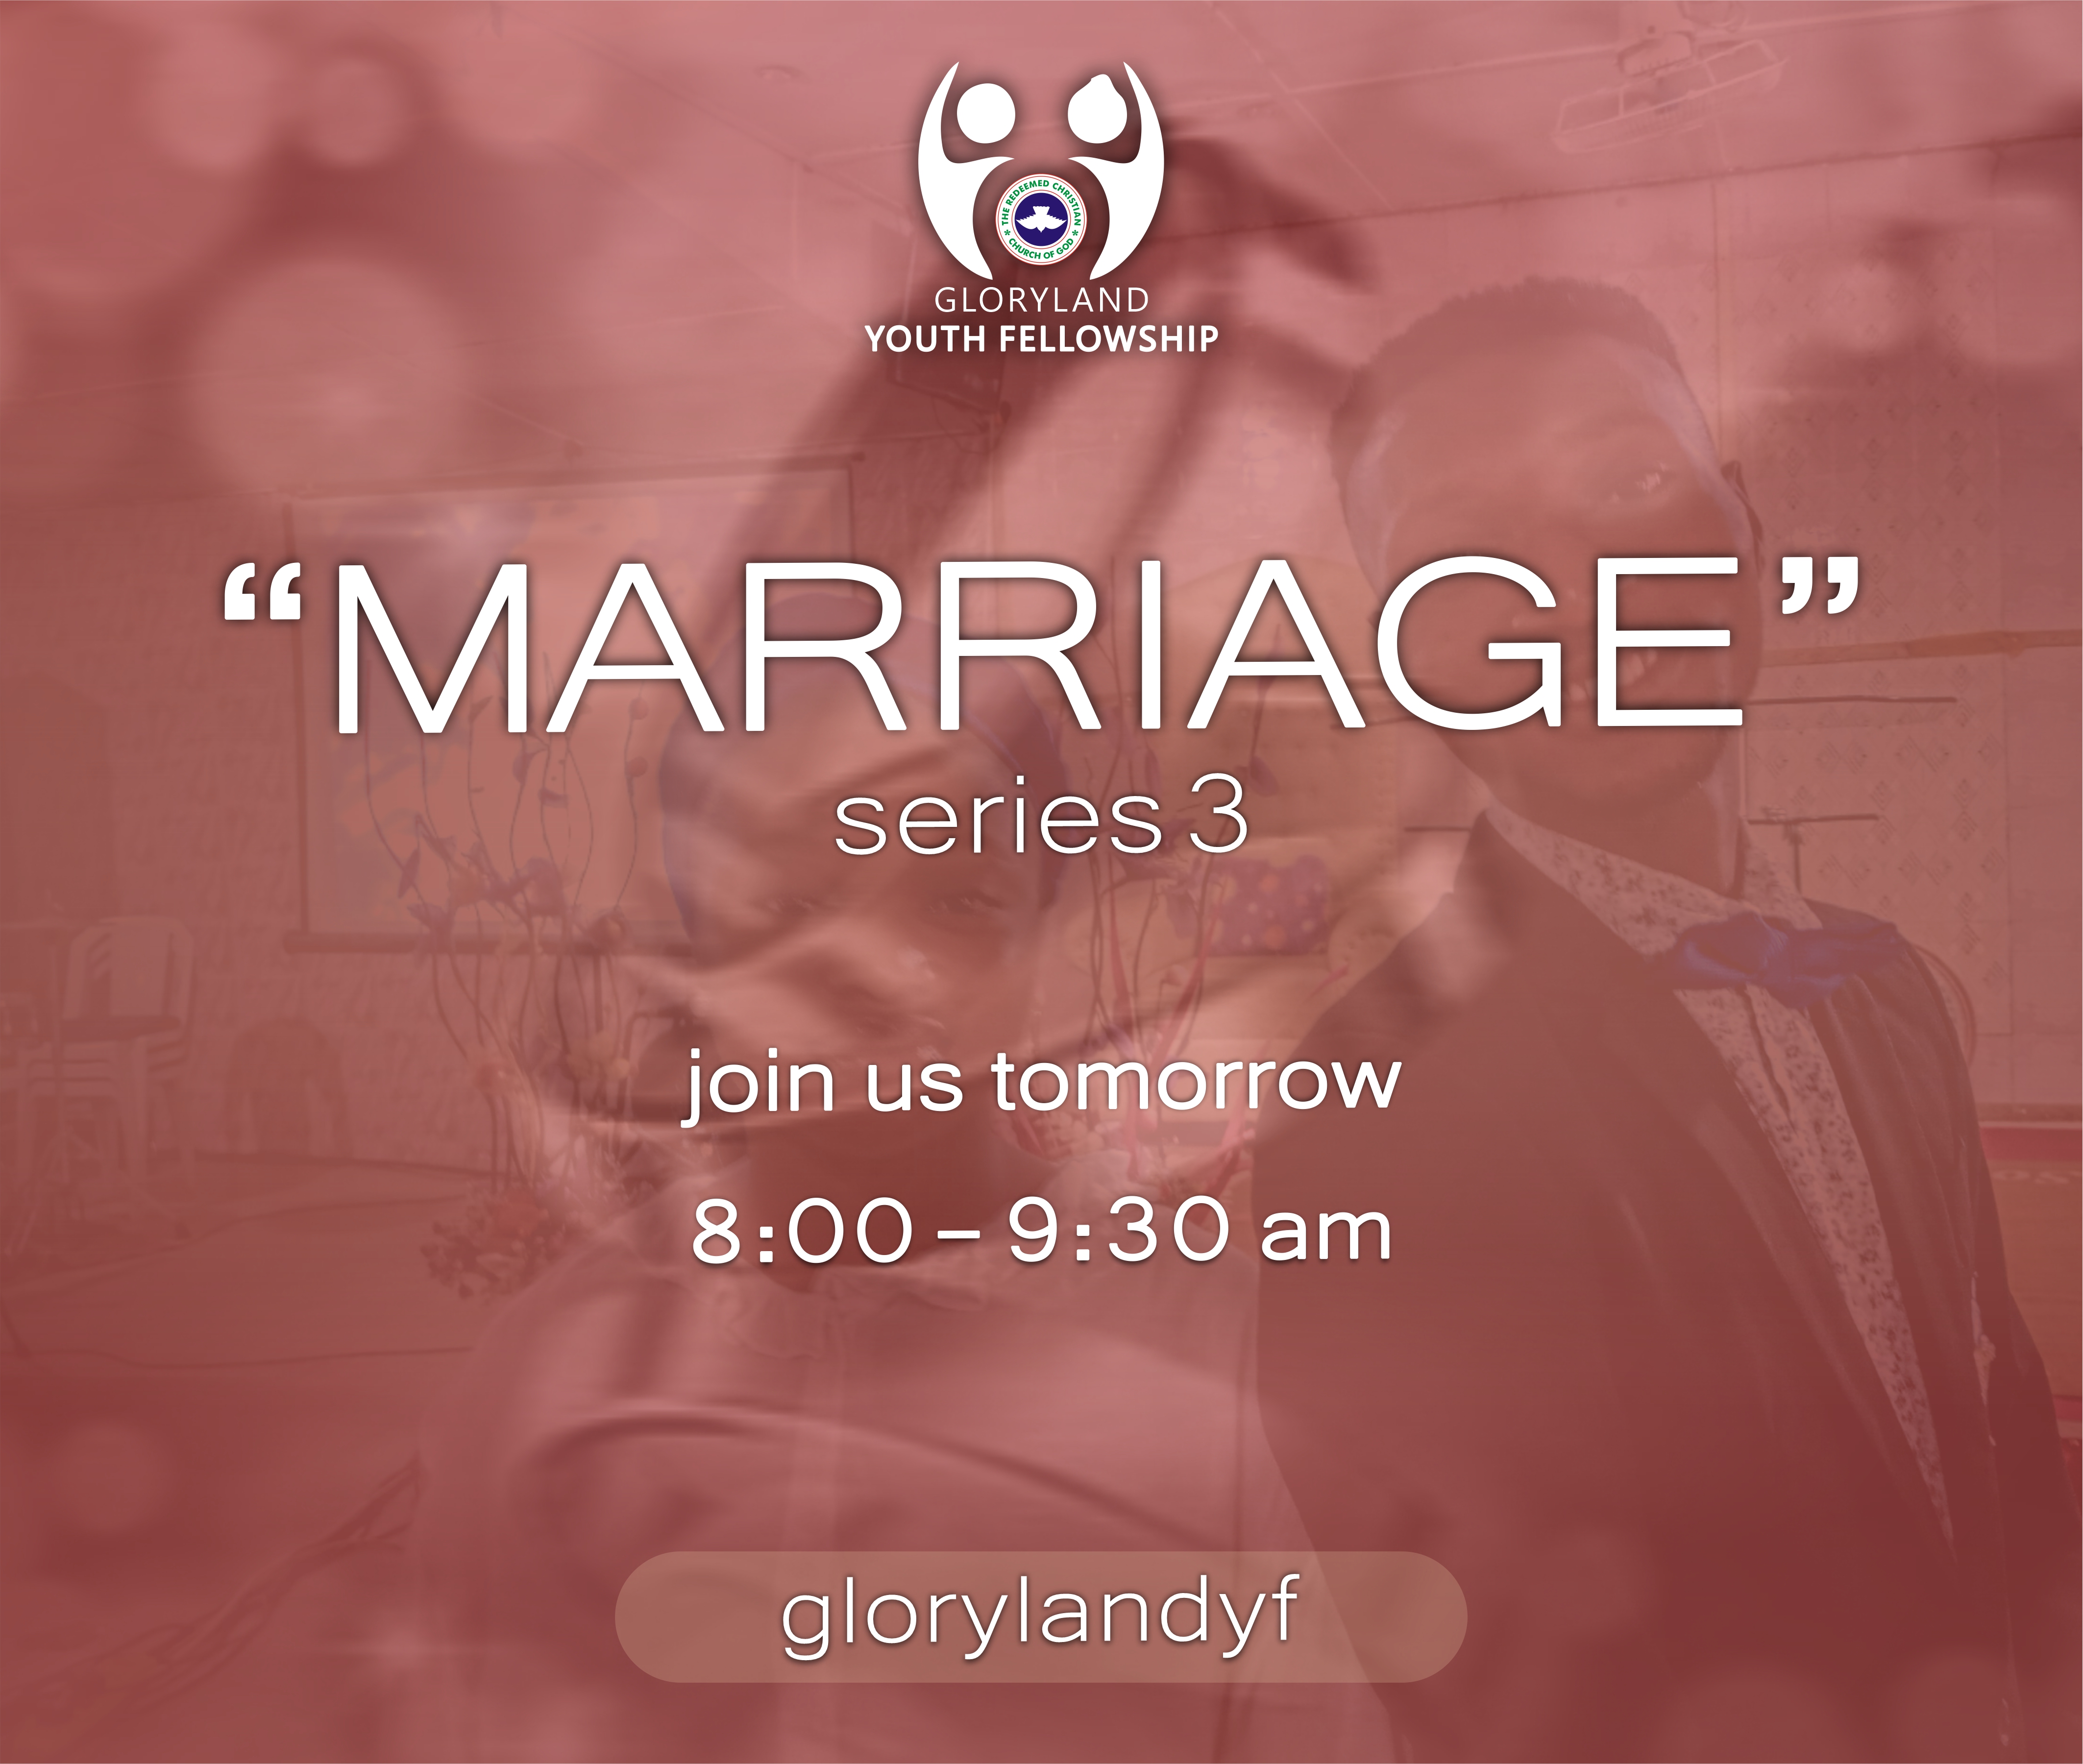 THE REDEEMED CHRISTIAN
* CHURCH OF GOD *
GLORYLAND
YOUTH FELLOWSHIP
“MARRIAGE”
series 3
join us tomorrow
8:00 – 9:30 am
glorylandyf